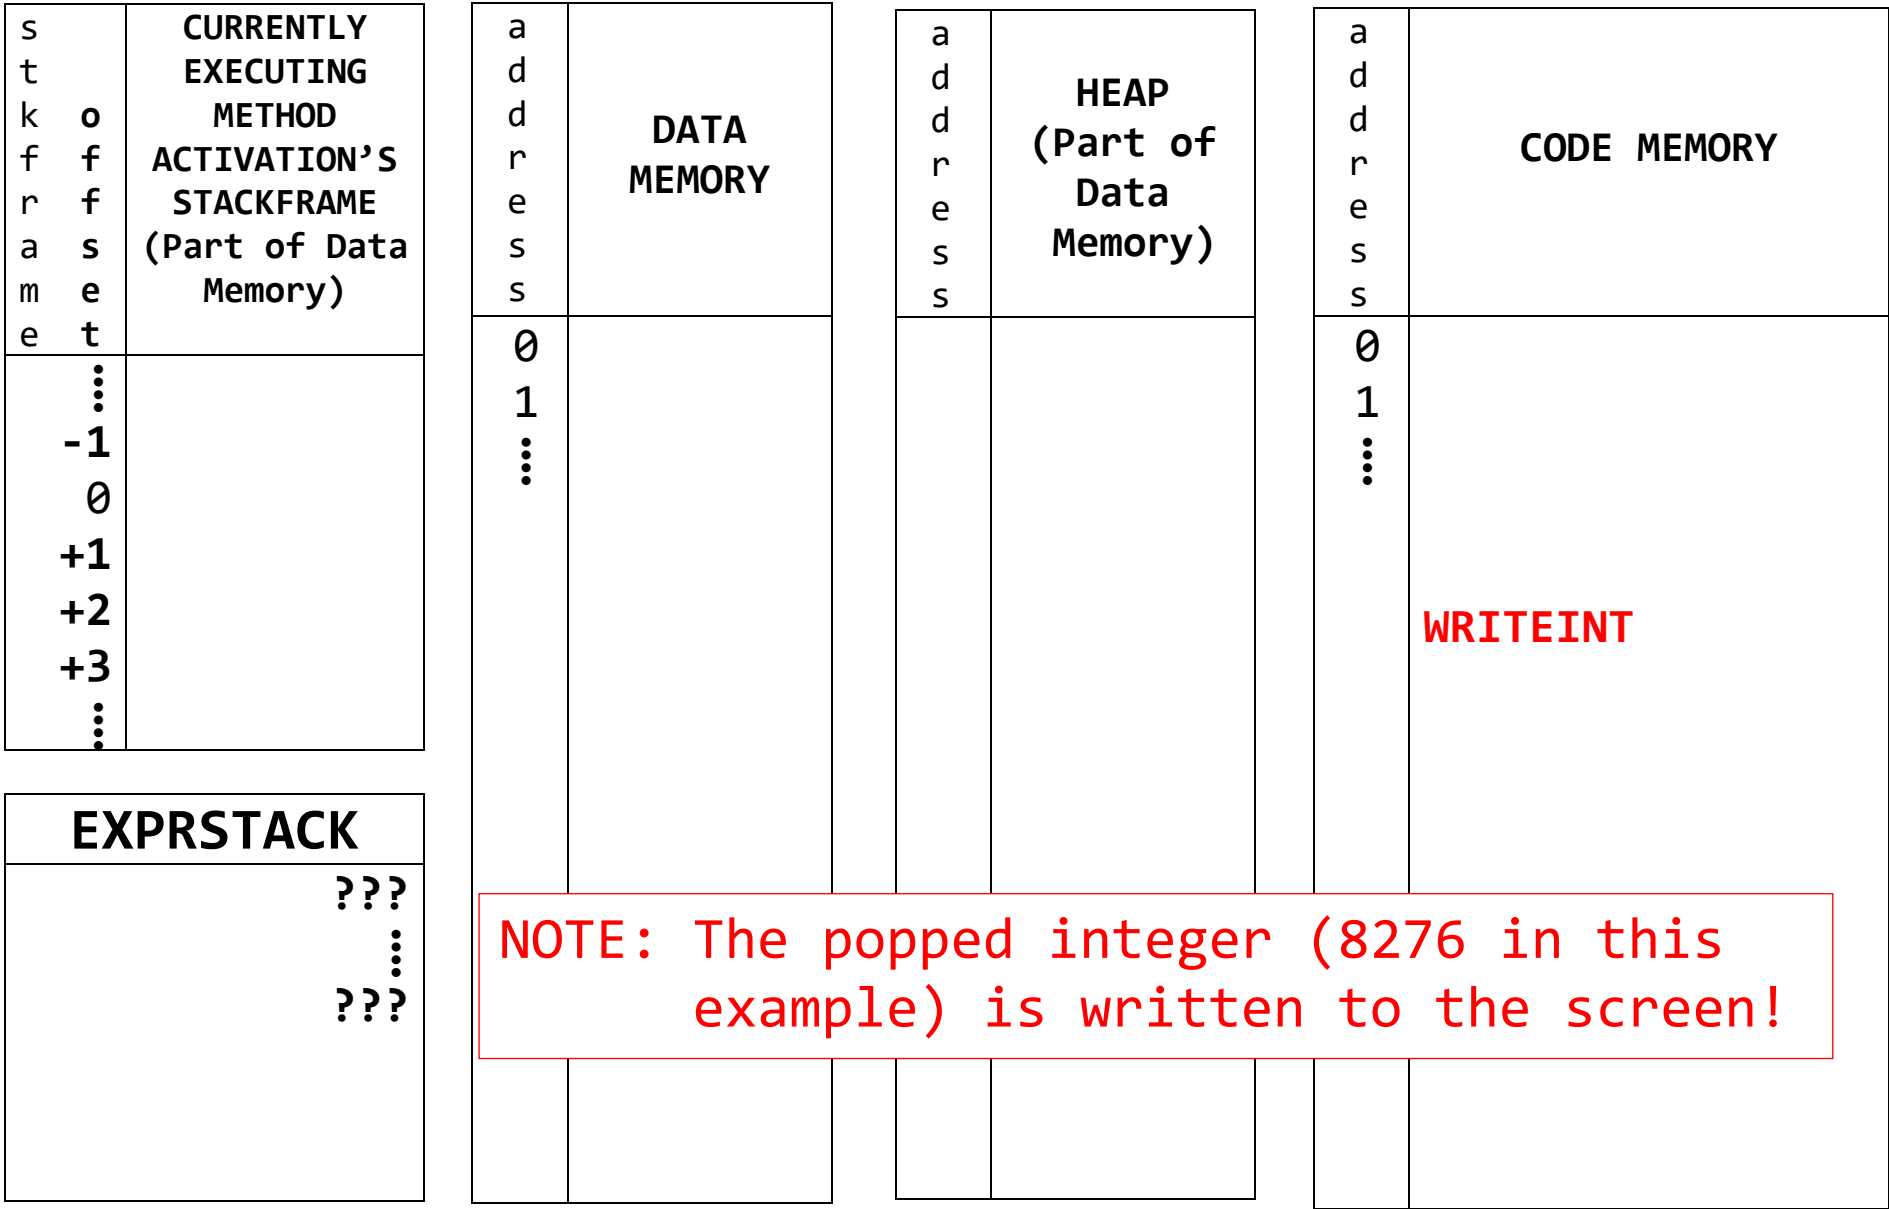 stkframe
offset
CURRENTLY
EXECUTING
METHOD
ACTIVATION’S
STACKFRAME
(Part of Data
Memory)
⋮
-1
0
+1
+2
+3
⋮
EXPRSTACK
???
⋮
???
address
DATA
MEMORY
0
1
⋮
address
HEAP
(Part of
Data
Memory)
address
CODE MEMORY
0
1
⋮
WRITEINT
NOTE: The popped integer (8276 in this
example) is written to the screen!